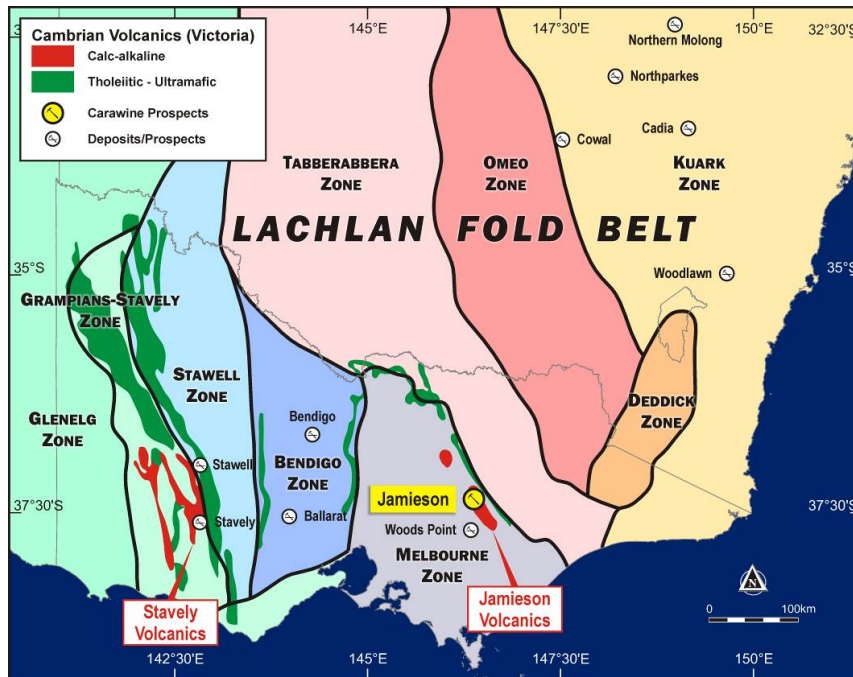 Cambrian Volcanics (Victoria)
Calc-alkaline
Tholeiitic - Ultramafic
Carawine Prospects
Deposits/Prospects
145°E
147°30'E
32°30'S
Northern Molong
Northparkes
Cowal
Cadia
TABBERABBERA
ZONE
OMEO
ZONE
KUARK
ZONE
LACHLAN FOLD BELT
35°S
35°S
Woodlawn
GRAMPIANS-STAVELY
ZONE
STAWELL
ZONE
GLENELG
ZONE
DEDDICK
ZONE
Bendigo
BENDIGO
ZONE
Stawell
Jamieson
37°30'S
37°30'S
Stavely
Ballarat
Woods Point
MELBOURNE
ZONE
Stavely
Volcanics
Jamieson
Volcanics
N
0 100km
142°30'E
145°E
147°30'E
150°E